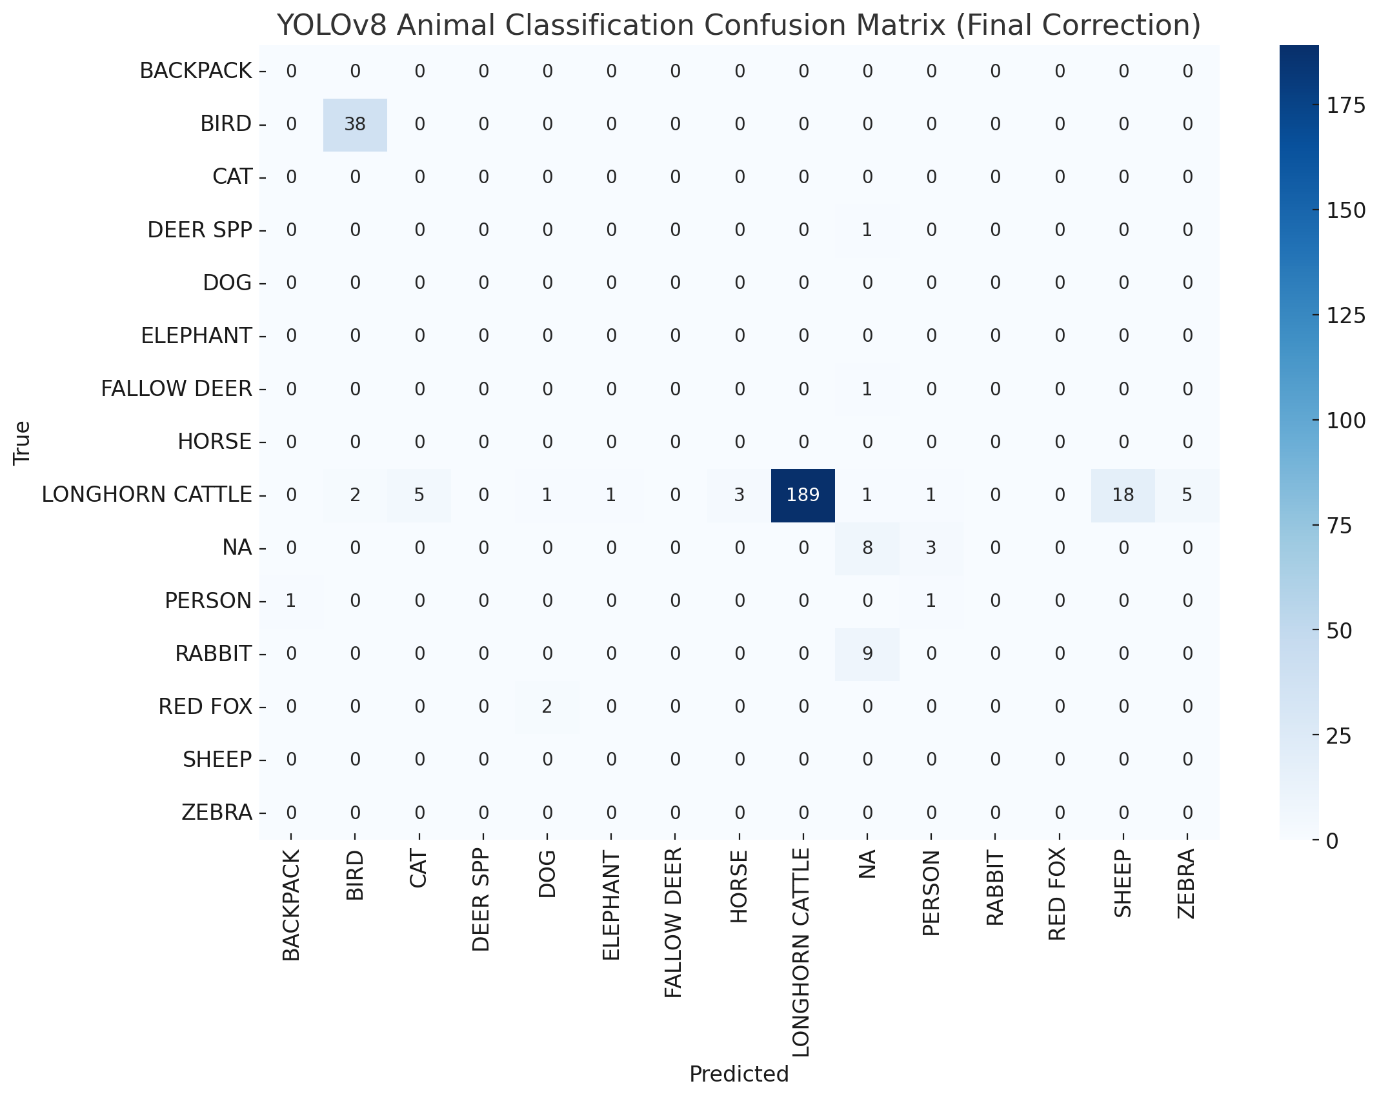 YOLOv8 Animal Classification Confusion Matrix (Final Correction)
BACKPACK 0 0 0 0 0 0 0 0 0 0 0 0 0 0 0
BIRD 0 38 0 0 0 0 0 0 0 0 0 0 0 0 0
CAT 0 0 0 0 0 0 0 0 0 0 0 0 0 0 0
DEER SPP 0 0 0 0 0 0 0 0 0 1 0 0 0 0 0
DOG 0 0 0 0 0 0 0 0 0 0 0 0 0 0 0
ELEPHANT 0 0 0 0 0 0 0 0 0 0 0 0 0 0 0
FALLOW DEER 0 0 0 0 0 0 0 0 0 1 0 0 0 0 0
HORSE 0 0 0 0 0 0 0 0 0 0 0 0 0 0 0
LONGHORN CATTLE 0 2 5 0 1 1 0 3 189 1 1 0 0 18 5
NA 0 0 0 0 0 0 0 0 0 8 3 0 0 0 0
PERSON 1 0 0 0 0 0 0 0 0 0 1 0 0 0 0
RABBIT 0 0 0 0 0 0 0 0 0 9 0 0 0 0 0
RED FOX 0 0 0 0 2 0 0 0 0 0 0 0 0 0 0
SHEEP 0 0 0 0 0 0 0 0 0 0 0 0 0 0 0
ZEBRA 0 0 0 0 0 0 0 0 0 0 0 0 0 0 0
True
BACKPACK
BIRD
CAT
DEER SPP
DOG
ELEPHANT
FALLOW DEER
HORSE
LONGHORN CATTLE
NA
PERSON
RABBIT
RED FOX
SHEEP
ZEBRA
Predicted
175
150
125
100
75
50
25
0